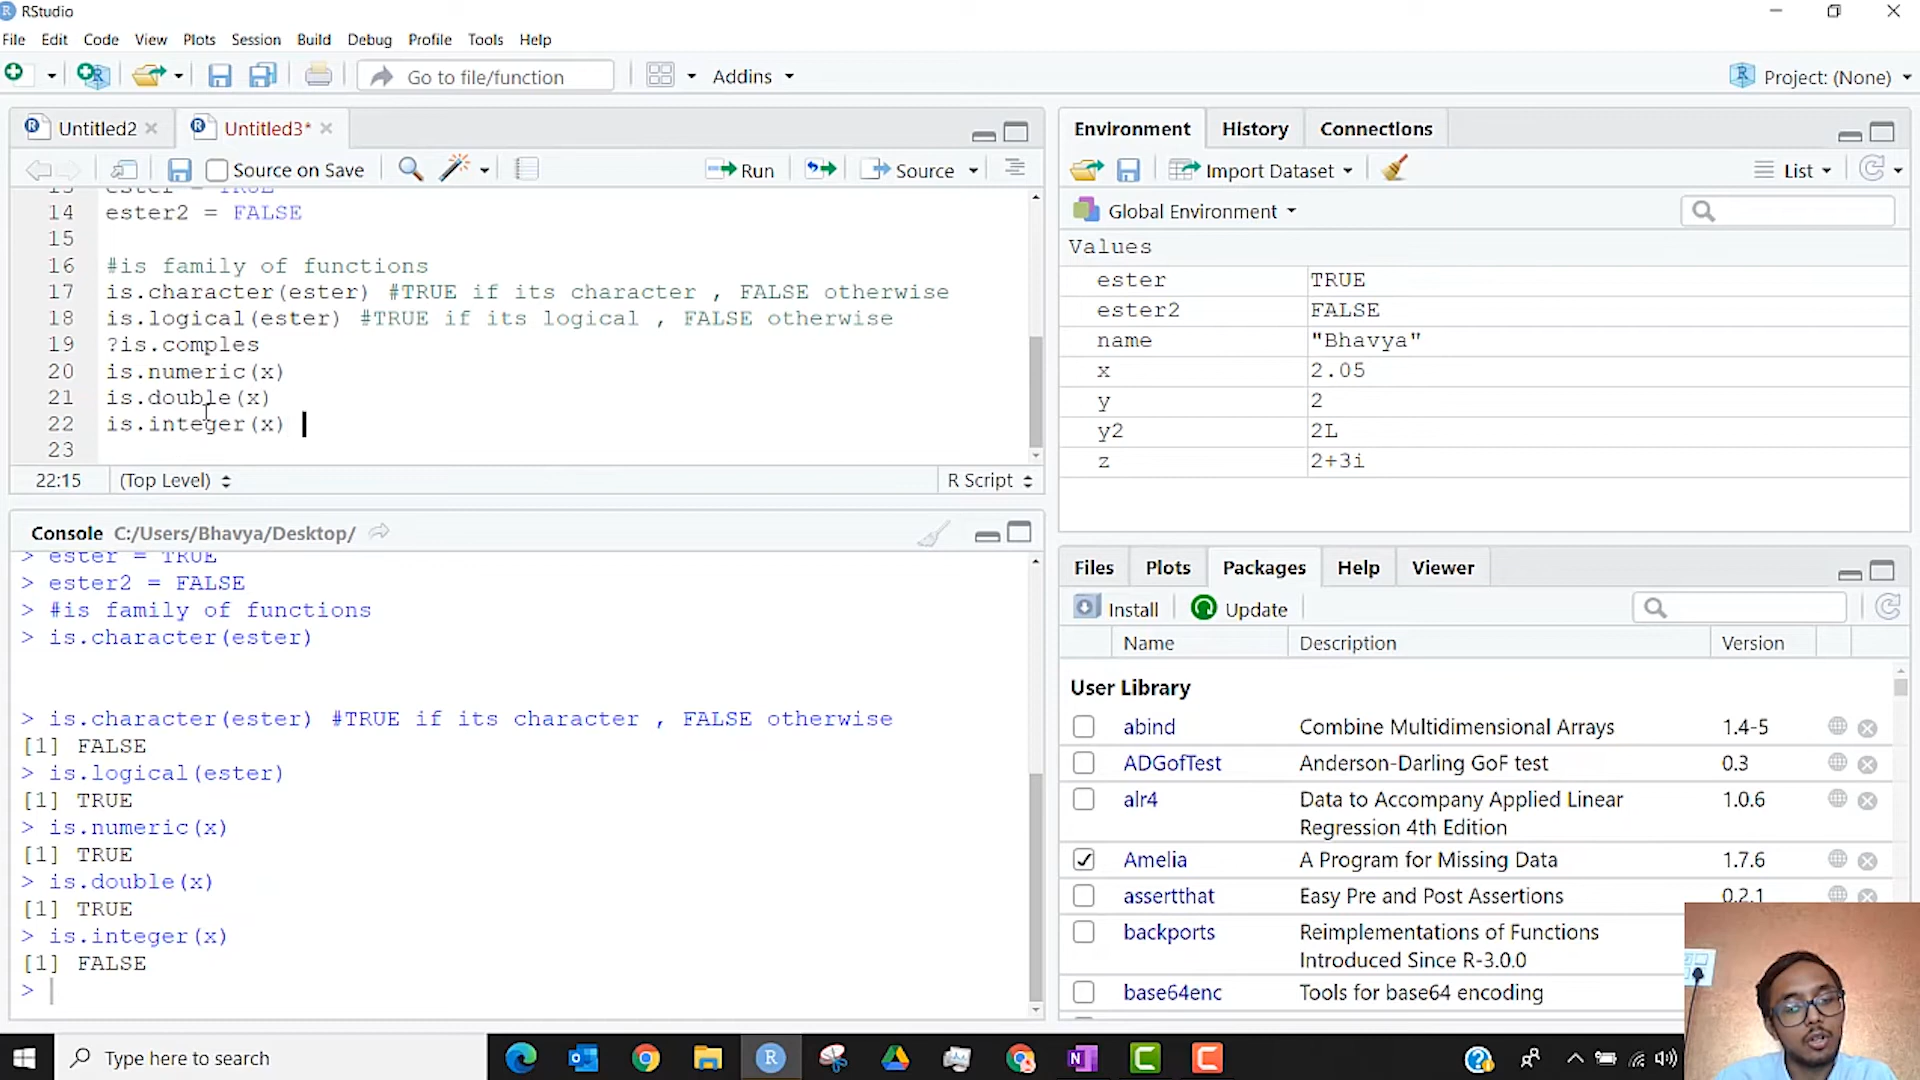 RStudio
File Edit Code View Plots Session Build Debug Profile Tools Help
Go to file/function Addins Project: (None)
Untitled2 Untitled3*
Source on Save Run Source
13 ester = TRUE
14 ester2 = FALSE
15
16 #is family of functions
17 is.character(ester) #TRUE if its character , FALSE otherwise
18 is.logical(ester) #TRUE if its logical , FALSE otherwise
19 ?is.comples
20 is.numeric(x)
21 is.double(x)
22 is.integer(x)
23
22:15 (Top Level) R Script
Console C:/Users/Bhavya/Desktop/
> ester = TRUE
> ester2 = FALSE
> #is family of functions
> is.character(ester)
> is.character(ester) #TRUE if its character , FALSE otherwise
[1] FALSE
> is.logical(ester)
[1] TRUE
> is.numeric(x)
[1] TRUE
> is.double(x)
[1] TRUE
> is.integer(x)
[1] FALSE
>
Environment History Connections
Import Dataset List
Global Environment
Values
ester TRUE
ester2 FALSE
name "Bhavya"
x 2.05
y 2
y2 2L
z 2+3i
Files Plots Packages Help Viewer
Install Update
Name Description Version
User Library
abind Combine Multidimensional Arrays 1.4-5
ADGofTest Anderson-Darling GoF test 0.3
alr4 Data to Accompany Applied Linear 1.0.6
Regression 4th Edition
Amelia A Program for Missing Data 1.7.6
assertthat Easy Pre and Post Assertions 0.2.1
backports Reimplementations of Functions
Introduced Since R-3.0.0
base64enc Tools for base64 encoding
Type here to search